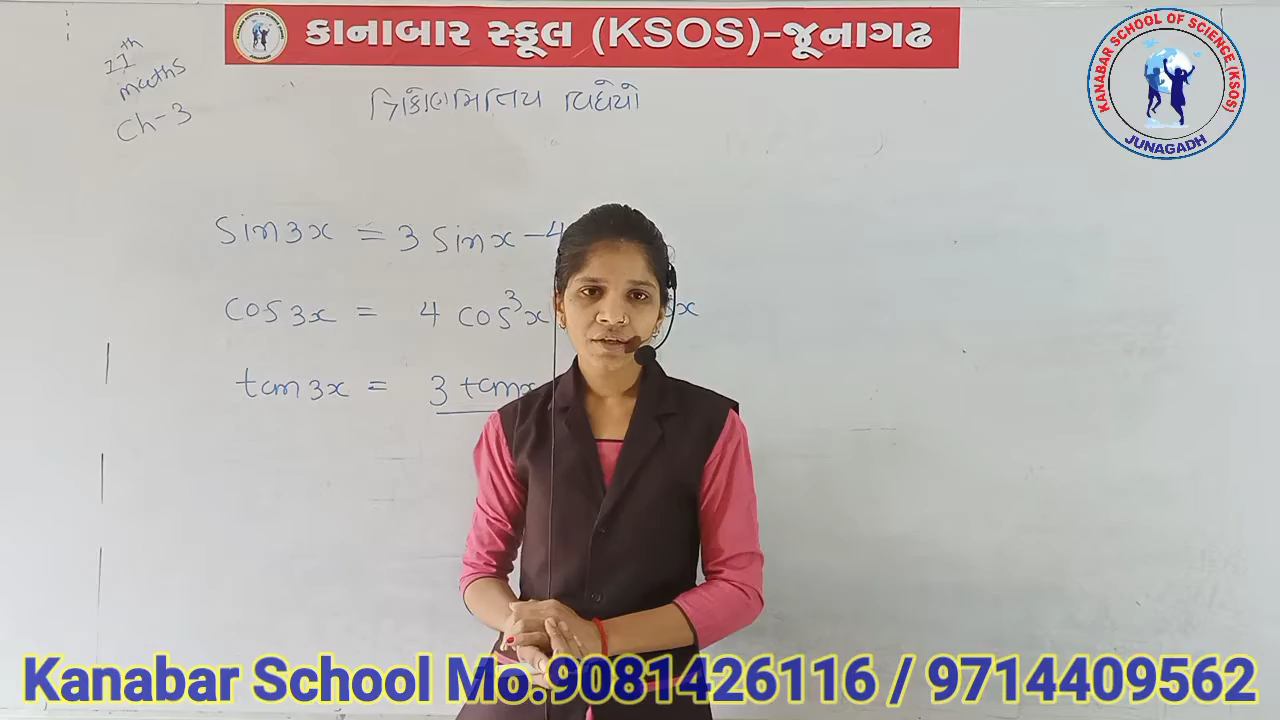 કાનાબાર સ્કૂલ (KSOS)-જૂનાગઢ
KANABAR SCHOOL OF SCIENCE (KSOS)
JUNAGADH
11th
maths
Ch-3
ત્રિકોણમિતિય વિધેયો
sin3x = 3 sinx - 4
cos3x = 4 cos³x x
tan3x = 3 tanx
Kanabar School Mo.9081426116 / 9714409562